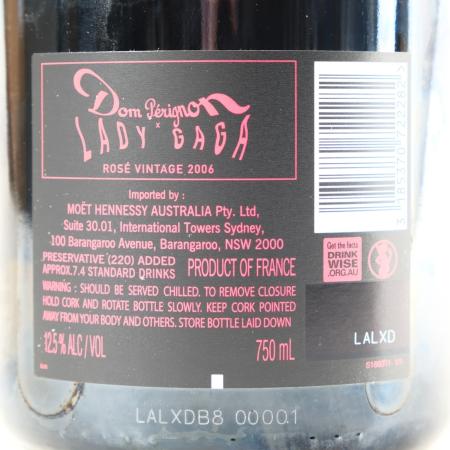 Dom Pérignon
x
LADY GAGA
ROSÉ VINTAGE 2006
Imported by :
MOËT HENNESSY AUSTRALIA Pty. Ltd,
Suite 30.01, International Towers Sydney,
100 Barangaroo Avenue, Barangaroo, NSW 2000
PRESERVATIVE (220) ADDED
APPROX. 7.4 STANDARD DRINKS
PRODUCT OF FRANCE
WARNING : SHOULD BE SERVED CHILLED. TO REMOVE CLOSURE
HOLD CORK AND ROTATE BOTTLE SLOWLY. KEEP CORK POINTED
AWAY FROM YOUR BODY AND OTHERS. STORE BOTTLE LAID DOWN
12.5 % ALC/VOL
750 mL
Get the facts
DRINK
WISE
.ORG.AU
LALXD
LALXDB8 00001